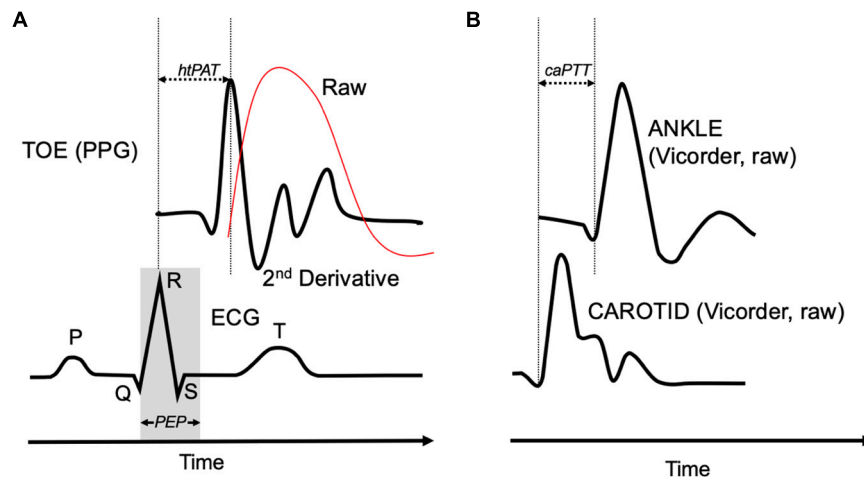 A
htPAT
Raw
TOE (PPG)
2nd Derivative
R
ECG
P
T
Q
S
PEP
Time
B
caPTT
ANKLE
(Vicorder, raw)
CAROTID (Vicorder, raw)
Time